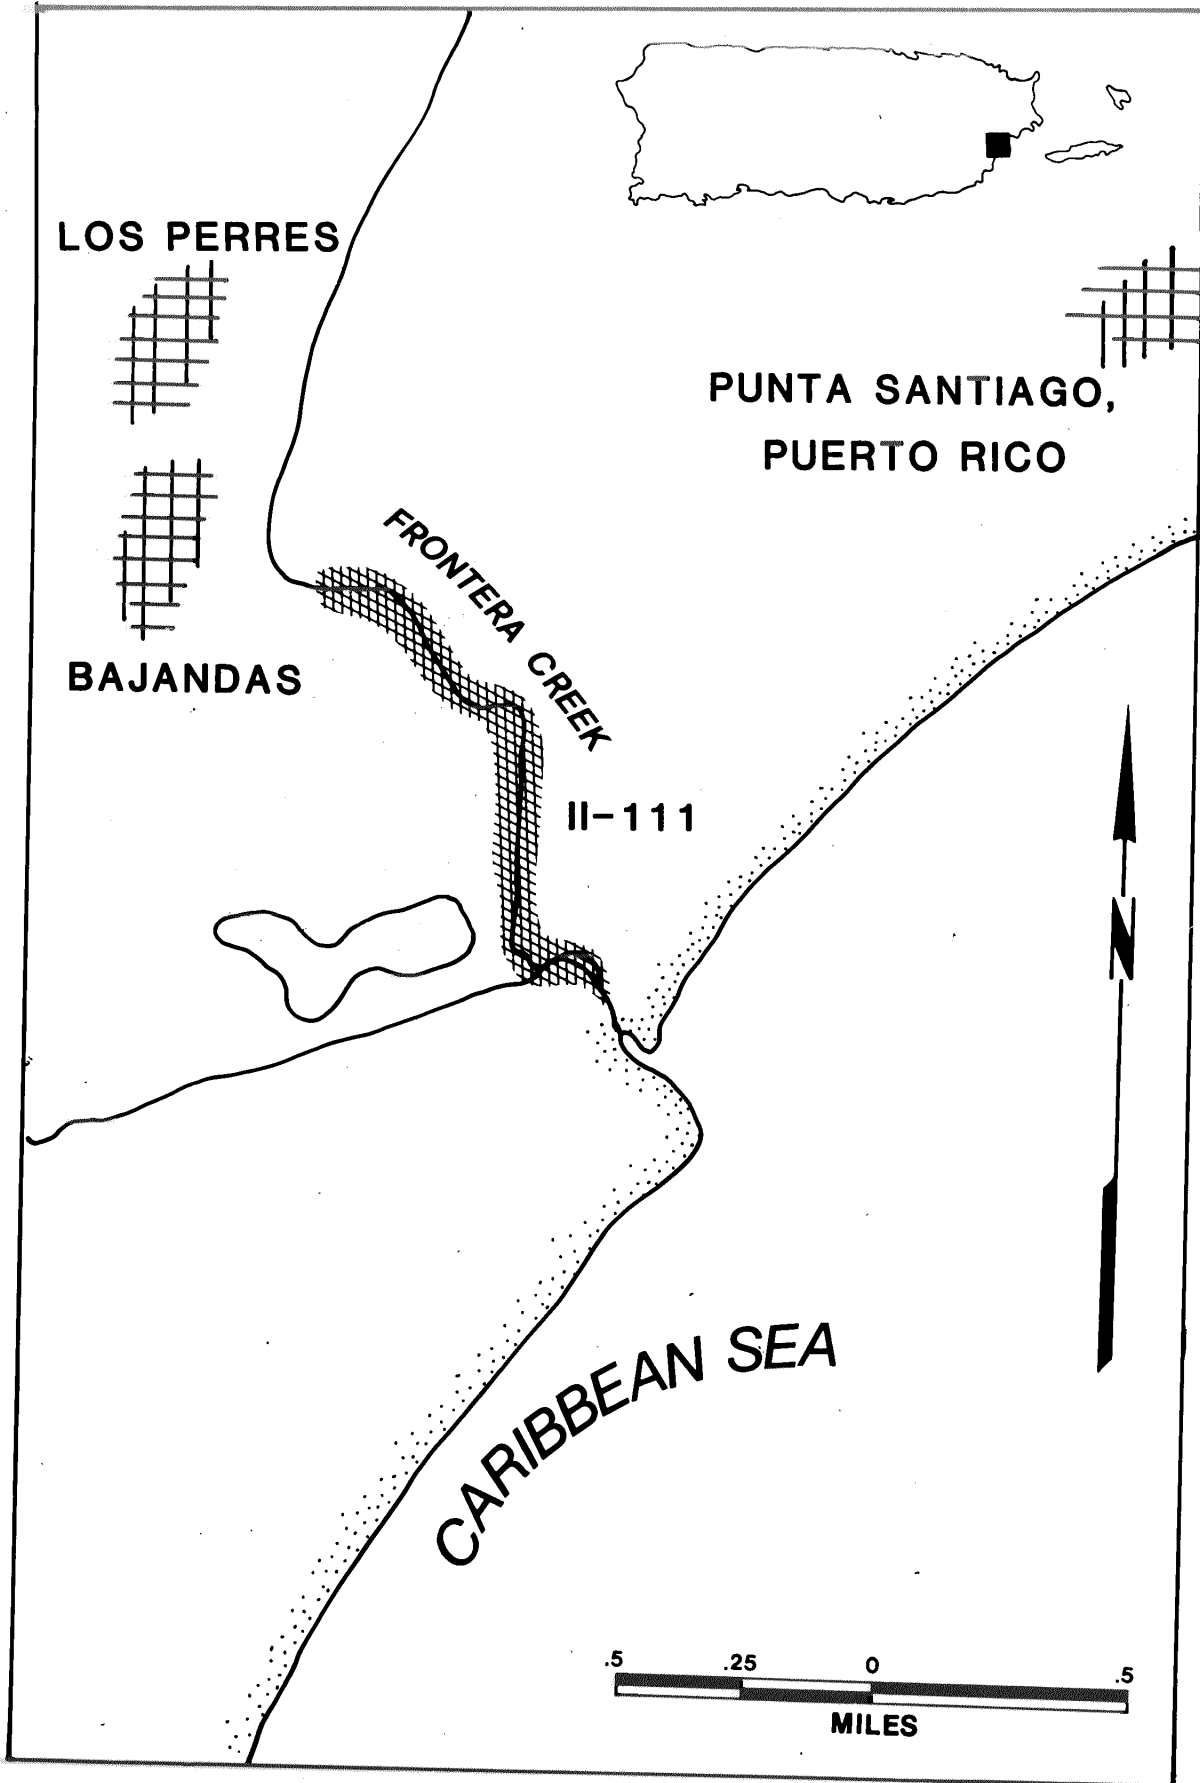 LOS PERRES
PUNTA SANTIAGO,
PUERTO RICO
FRONTERA CREEK
BAJANDAS
II-111
N
CARIBBEAN SEA
.5 .25 0 .5
MILES